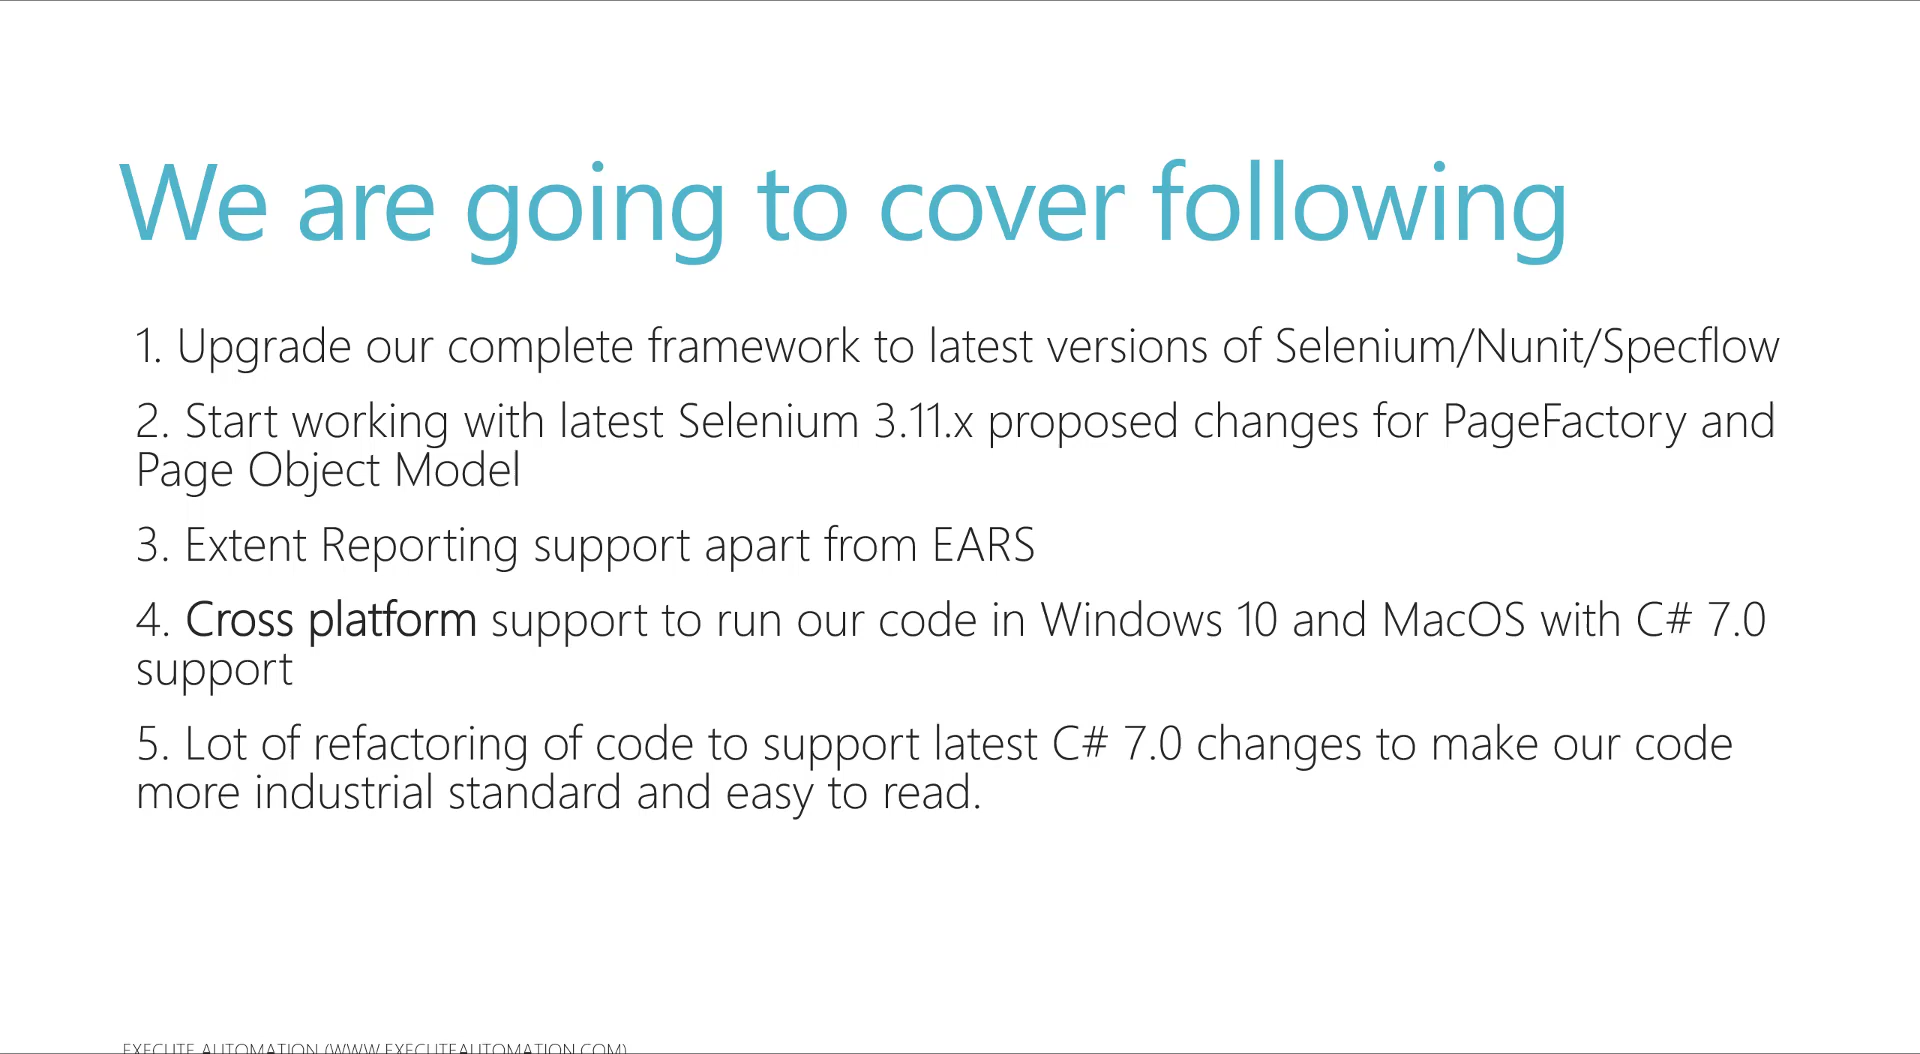 We are going to cover following
1. Upgrade our complete framework to latest versions of Selenium/Nunit/Specflow
2. Start working with latest Selenium 3.11.x proposed changes for PageFactory and
Page Object Model
3. Extent Reporting support apart from EARS
4. Cross platform support to run our code in Windows 10 and MacOS with C# 7.0
support
5. Lot of refactoring of code to support latest C# 7.0 changes to make our code
more industrial standard and easy to read.
EXECUTE AUTOMATION (WWW.EXECUTEAUTOMATION.COM)